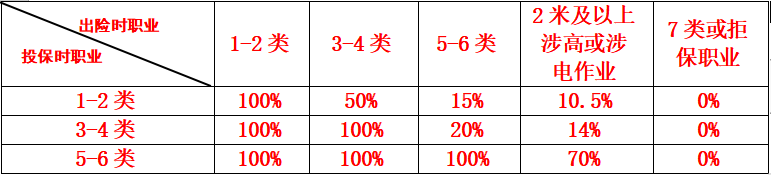 出险时职业
投保时职业
1-2 类
3-4 类
5-6 类
2 米及以上
涉高或涉
电作业
7 类或拒
保职业
1-2 类 100% 50% 15% 10.5% 0%
3-4 类 100% 100% 20% 14% 0%
5-6 类 100% 100% 100% 70% 0%